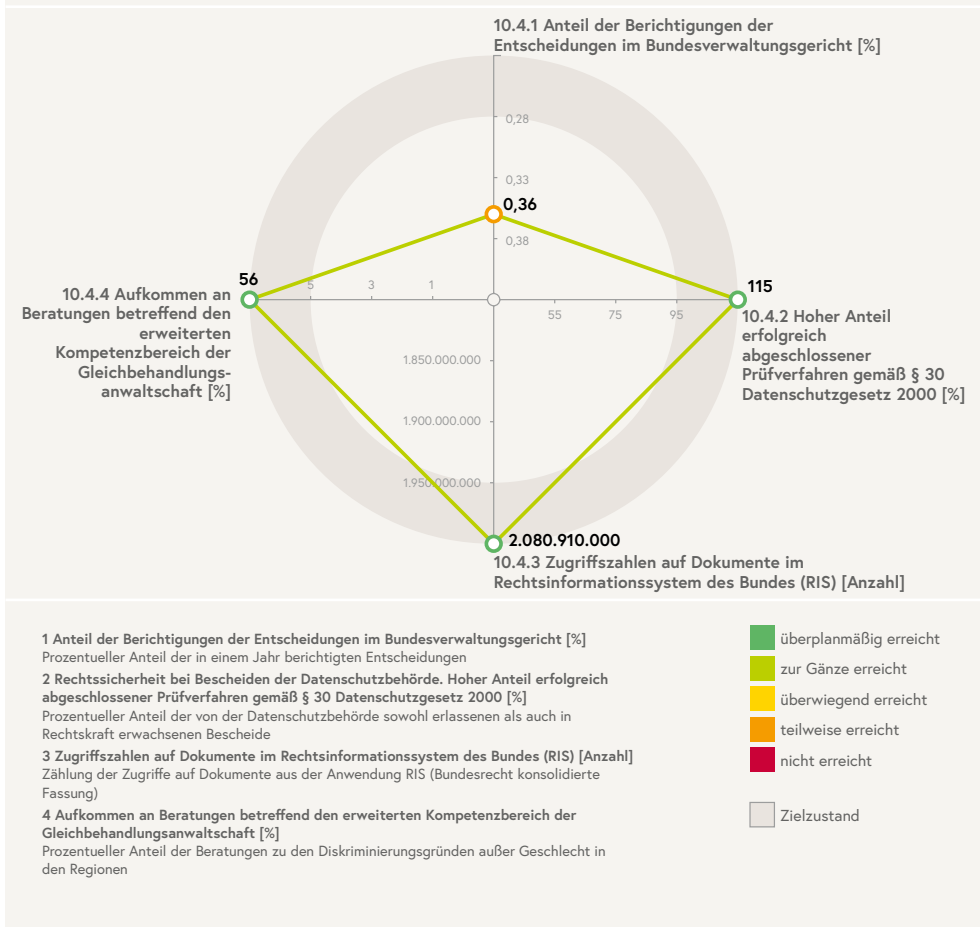 10.4.1 Anteil der Berichtigungen der
Entscheidungen im Bundesverwaltungsgericht [%]
0,28
0,33
0,36
0,38
56
5
3
1
55
75
95
115
10.4.4 Aufkommen an
Beratungen betreffend den
erweiterten
Kompetenzbereich der
Gleichbehandlungs-
anwaltschaft [%]
10.4.2 Hoher Anteil
erfolgreich
abgeschlossener
Prüfverfahren gemäß § 30
Datenschutzgesetz 2000 [%]
1.850.000.000
1.900.000.000
1.950.000.000
2.080.910.000
10.4.3 Zugriffszahlen auf Dokumente im
Rechtsinformationssystem des Bundes (RIS) [Anzahl]
1 Anteil der Berichtigungen der Entscheidungen im Bundesverwaltungsgericht [%]
Prozentueller Anteil der in einem Jahr berichtigten Entscheidungen
2 Rechtssicherheit bei Bescheiden der Datenschutzbehörde. Hoher Anteil erfolgreich
abgeschlossener Prüfverfahren gemäß § 30 Datenschutzgesetz 2000 [%]
Prozentueller Anteil der von der Datenschutzbehörde sowohl erlassenen als auch in
Rechtskraft erwachsenen Bescheide
3 Zugriffszahlen auf Dokumente im Rechtsinformationssystem des Bundes (RIS) [Anzahl]
Zählung der Zugriffe auf Dokumente aus der Anwendung RIS (Bundesrecht konsolidierte
Fassung)
4 Aufkommen an Beratungen betreffend den erweiterten Kompetenzbereich der
Gleichbehandlungsanwaltschaft [%]
Prozentueller Anteil der Beratungen zu den Diskriminierungsgründen außer Geschlecht in
den Regionen
überplanmäßig erreicht
zur Gänze erreicht
überwiegend erreicht
teilweise erreicht
nicht erreicht
Zielzustand